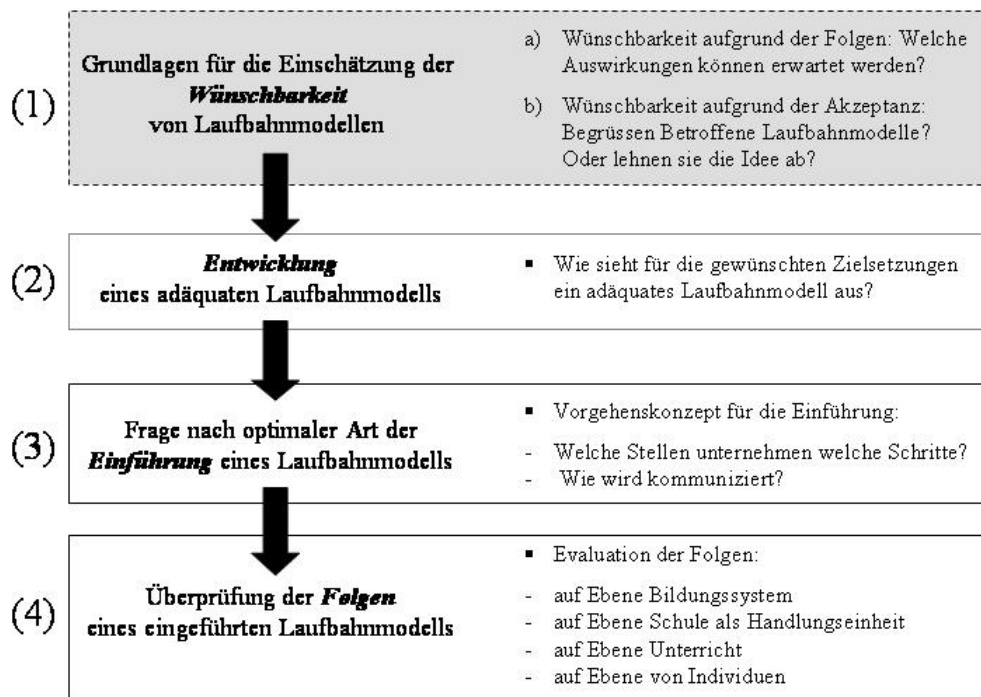 (1)
Grundlagen für die Einschätzung der
Wünschbarkeit
von Laufbahnmodellen
a) Wünschbarkeit aufgrund der Folgen: Welche
Auswirkungen können erwartet werden?
b) Wünschbarkeit aufgrund der Akzeptanz:
Begrüssen Betroffene Laufbahnmodelle?
Oder lehnen sie die Idee ab?
(2)
Entwicklung
eines adäquaten Laufbahnmodells
▪ Wie sieht für die gewünschten Zielsetzungen
ein adäquates Laufbahnmodell aus?
(3)
Frage nach optimaler Art der
Einführung eines Laufbahnmodells
▪ Vorgehenskonzept für die Einführung:
- Welche Stellen unternehmen welche Schritte?
- Wie wird kommuniziert?
(4)
Überprüfung der Folgen
eines eingeführten Laufbahnmodells
▪ Evaluation der Folgen:
- auf Ebene Bildungssystem
- auf Ebene Schule als Handlungseinheit
- auf Ebene Unterricht
- auf Ebene von Individuen